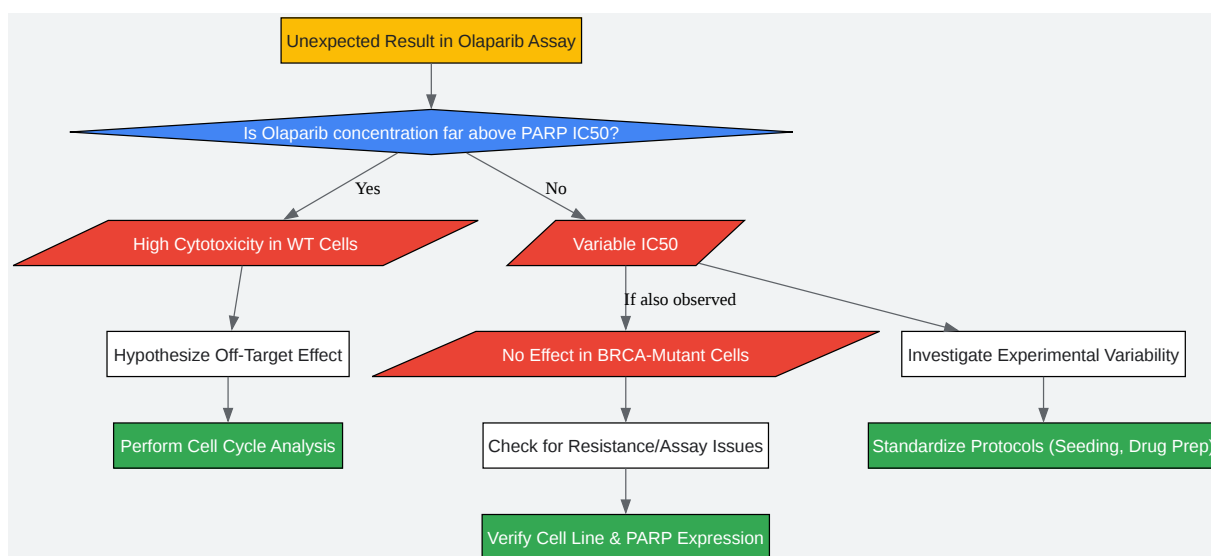 Unexpected Result in Olaparib Assay
Is Olaparib concentration far above PARP IC50?
Yes
No
High Cytotoxicity in WT Cells
Variable IC50
If also observed
Hypothesize Off-Target Effect
No Effect in BRCA-Mutant Cells
Investigate Experimental Variability
Perform Cell Cycle Analysis
Check for Resistance/Assay Issues
Standardize Protocols (Seeding, Drug Prep)
Verify Cell Line & PARP Expression